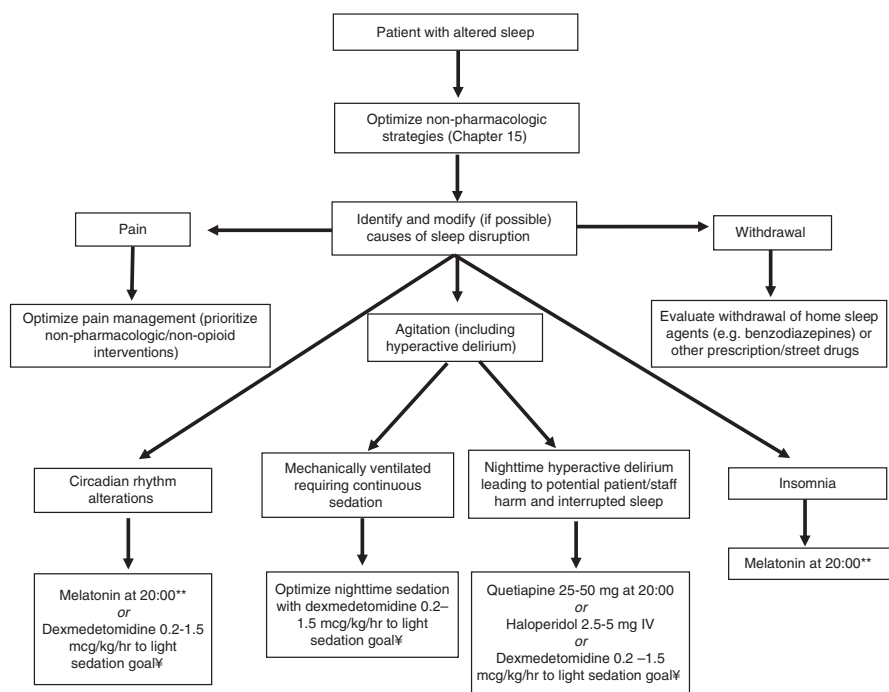 Patient with altered sleep
Optimize non-pharmacologic
strategies (Chapter 15)
Identify and modify (if possible)
causes of sleep disruption
Pain
Withdrawal
Optimize pain management (prioritize
non-pharmacologic/non-opioid
interventions)
Agitation (including
hyperactive delirium)
Evaluate withdrawal of home sleep
agents (e.g. benzodiazepines) or
other prescription/street drugs
Circadian rhythm
alterations
Mechanically ventilated
requiring continuous
sedation
Nighttime hyperactive delirium
leading to potential patient/staff
harm and interrupted sleep
Insomnia
Melatonin at 20:00**
or
Dexmedetomidine 0.2-1.5
mcg/kg/hr to light
sedation goal¥
Optimize nighttime sedation
with dexmedetomidine 0.2–
1.5 mcg/kg/hr to light
sedation goal¥
Quetiapine 25-50 mg at 20:00
or
Haloperidol 2.5-5 mg IV
or
Dexmedetomidine 0.2 –1.5
mcg/kg/hr to light sedation goal¥
Melatonin at 20:00**